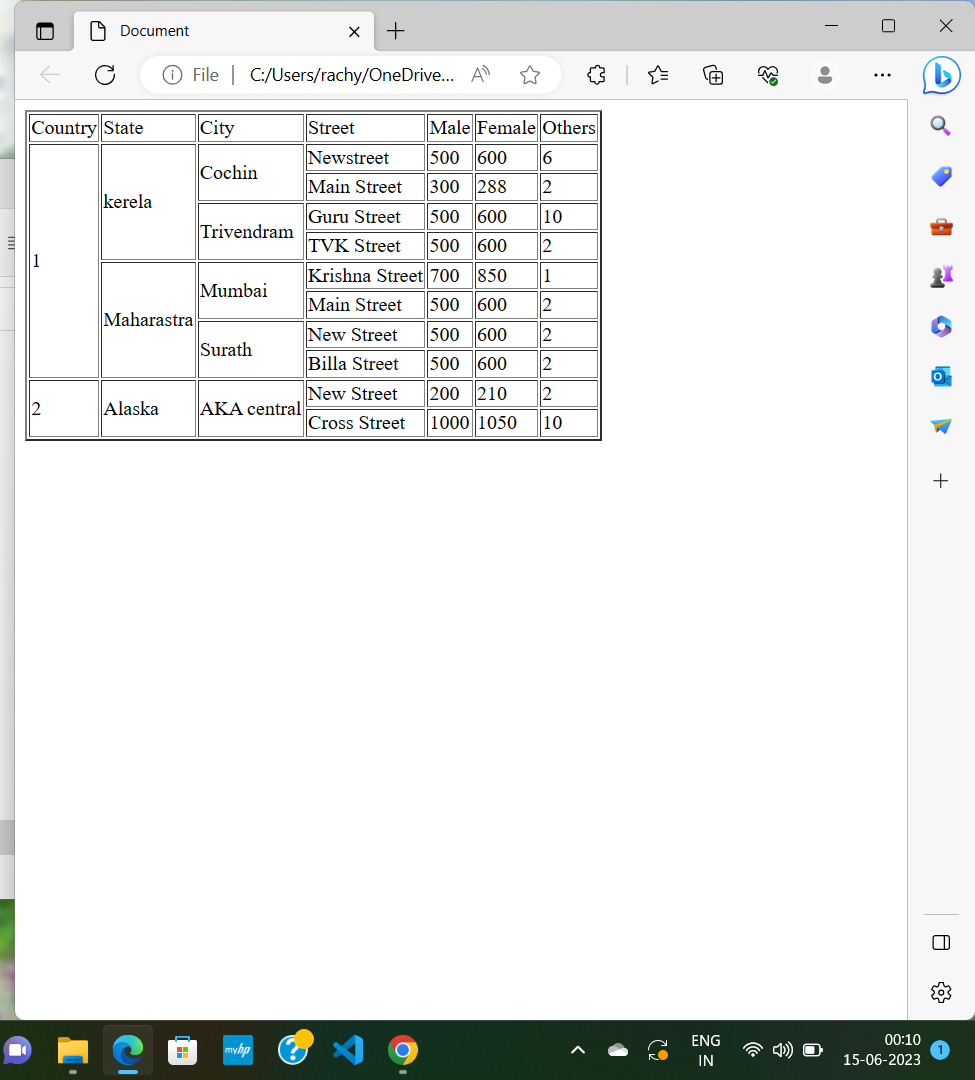 Document
File
C:/Users/rachy/OneDrive...
Country State City Street Male Female Others
1 kerela Cochin Newstreet 500 600 6
Main Street 300 288 2
Trivendram Guru Street 500 600 10
TVK Street 500 600 2
Maharastra Mumbai Krishna Street 700 850 1
Main Street 500 600 2
Surath New Street 500 600 2
Billa Street 500 600 2
2 Alaska AKA central New Street 200 210 2
Cross Street 1000 1050 10
myhp
ENG
IN
00:10
15-06-2023
1